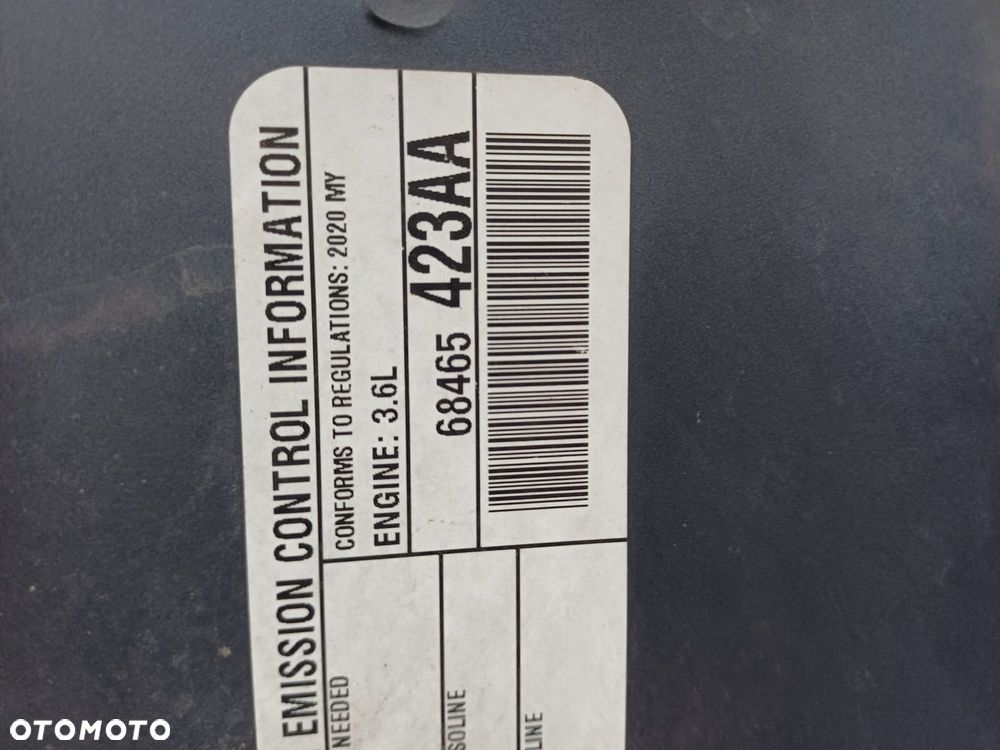 EMISSION CONTROL INFORMATION
CONFORMS TO REGULATIONS: 2020 MY
ENGINE: 3.6L
68465 423AA
NEEDED
SOLINE
LINE
OTOMOTO